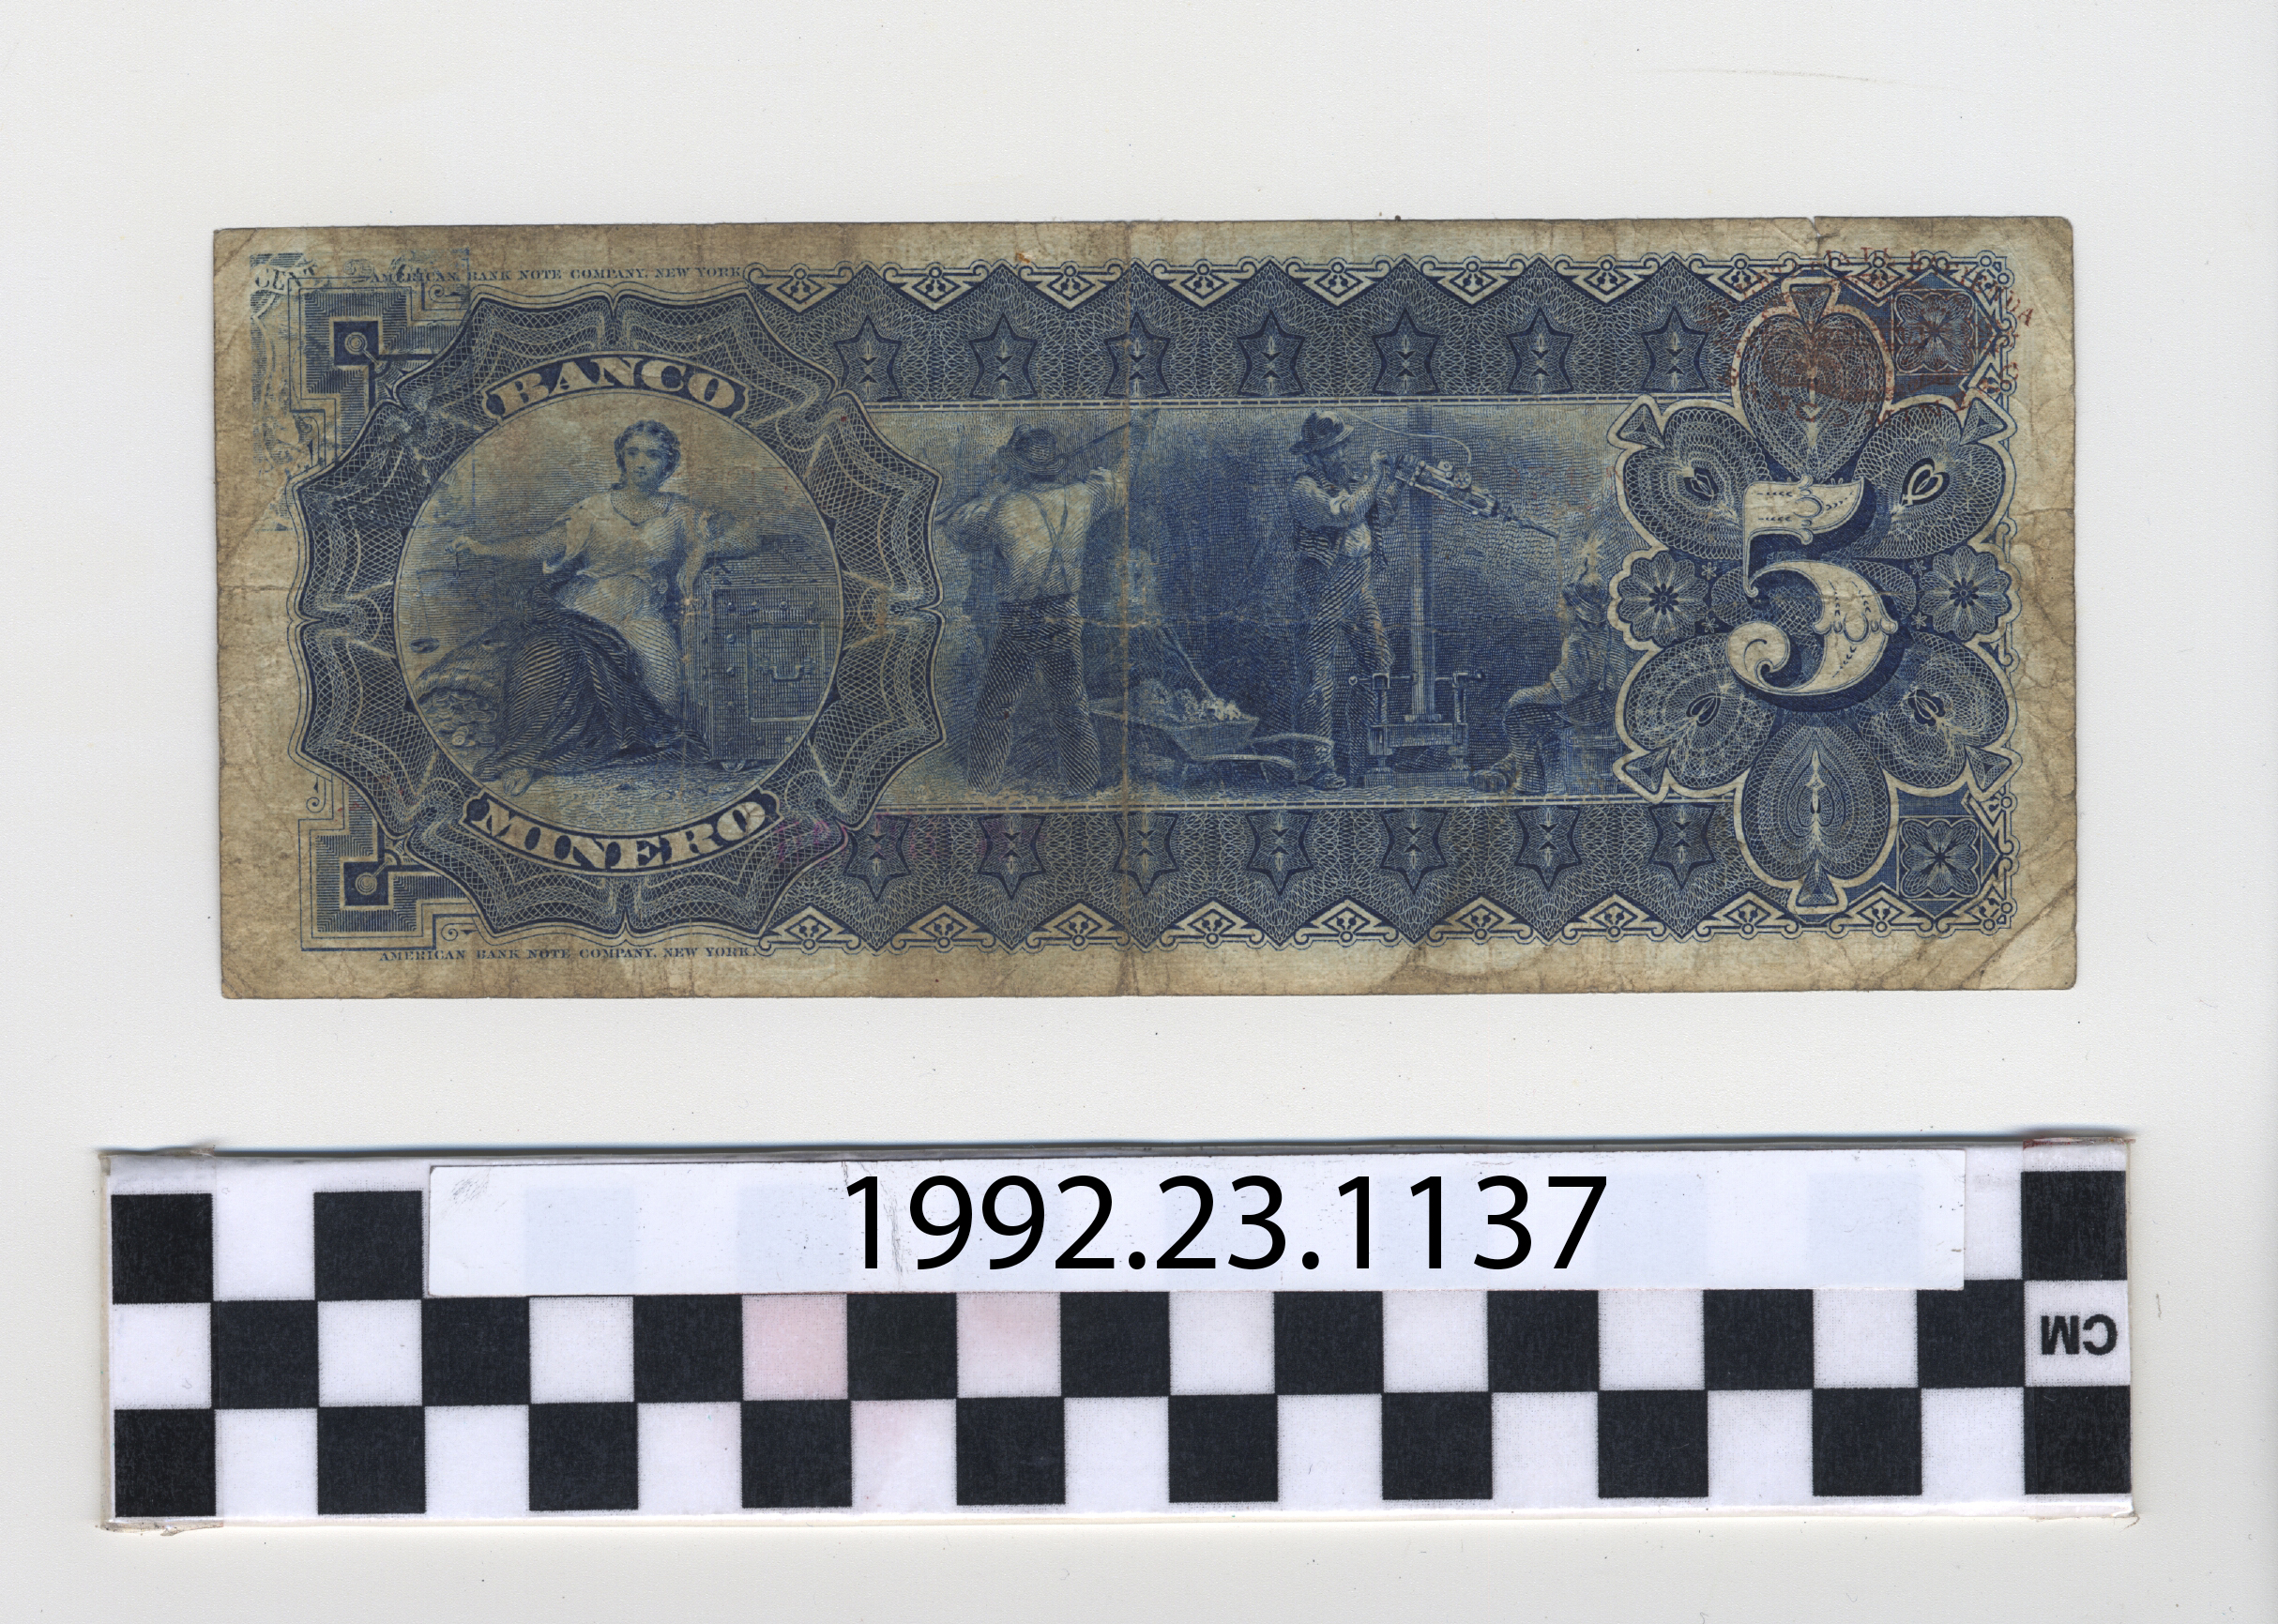 CENT
AMERICAN BANK NOTE COMPANY, NEW YORK.
BANCO
5
MINERO
AMERICAN BANK NOTE COMPANY, NEW YORK.
1992.23.1137
CM